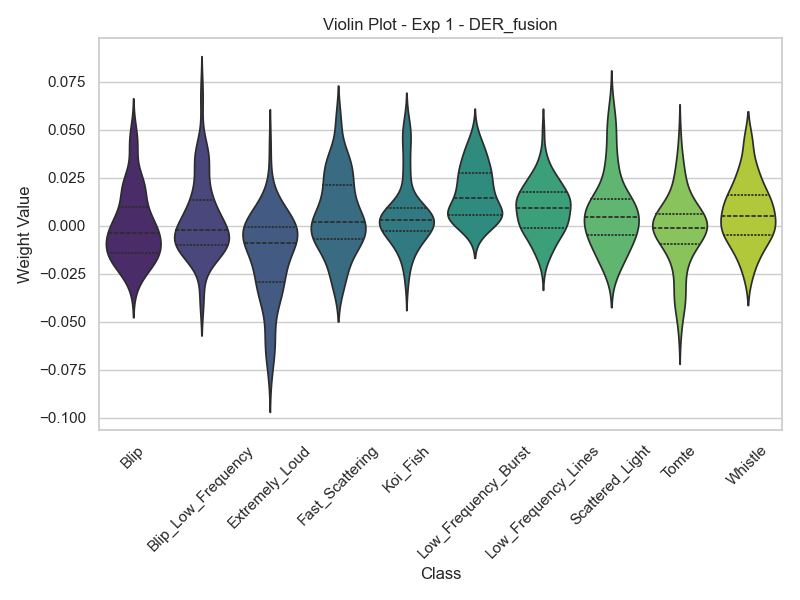 Violin Plot - Exp 1 - DER_fusion
Weight Value
0.075
0.050
0.025
0.000
−0.025
−0.050
−0.075
−0.100
Blip
Blip_Low_Frequency
Extremely_Loud
Fast_Scattering
Koi_Fish
Low_Frequency_Burst
Low_Frequency_Lines
Scattered_Light
Tomte
Whistle
Class